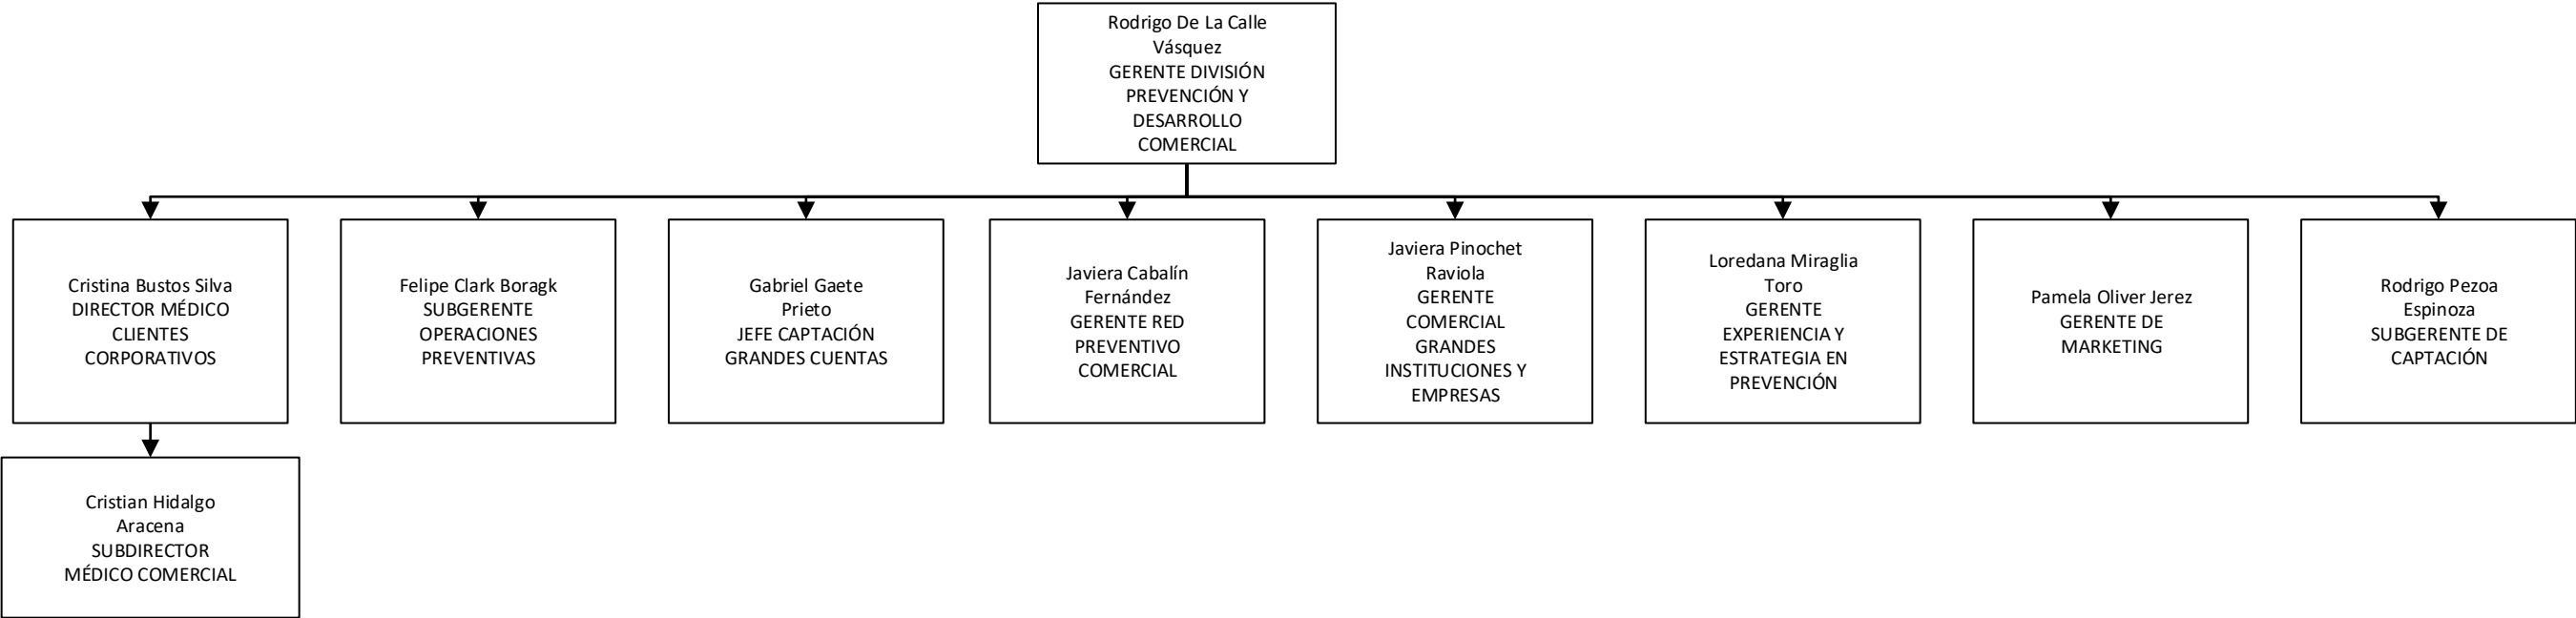 Rodrigo De La Calle
Vásquez
GERENTE DIVISIÓN
PREVENCIÓN Y
DESARROLLO
COMERCIAL
Cristina Bustos Silva
DIRECTOR MÉDICO
CLIENTES
CORPORATIVOS
Felipe Clark Boragk
SUBGERENTE
OPERACIONES
PREVENTIVAS
Gabriel Gaete
Prieto
JEFE CAPTACIÓN
GRANDES CUENTAS
Javiera Cabalín
Fernández
GERENTE RED
PREVENTIVO
COMERCIAL
Javiera Pinochet
Raviola
GERENTE
COMERCIAL
GRANDES
INSTITUCIONES Y
EMPRESAS
Loredana Miraglia
Toro
GERENTE
EXPERIENCIA Y
ESTRATEGIA EN
PREVENCIÓN
Pamela Oliver Jerez
GERENTE DE
MARKETING
Rodrigo Pezoa
Espinoza
SUBGERENTE DE
CAPTACIÓN
Cristian Hidalgo
Aracena
SUBDIRECTOR
MÉDICO COMERCIAL